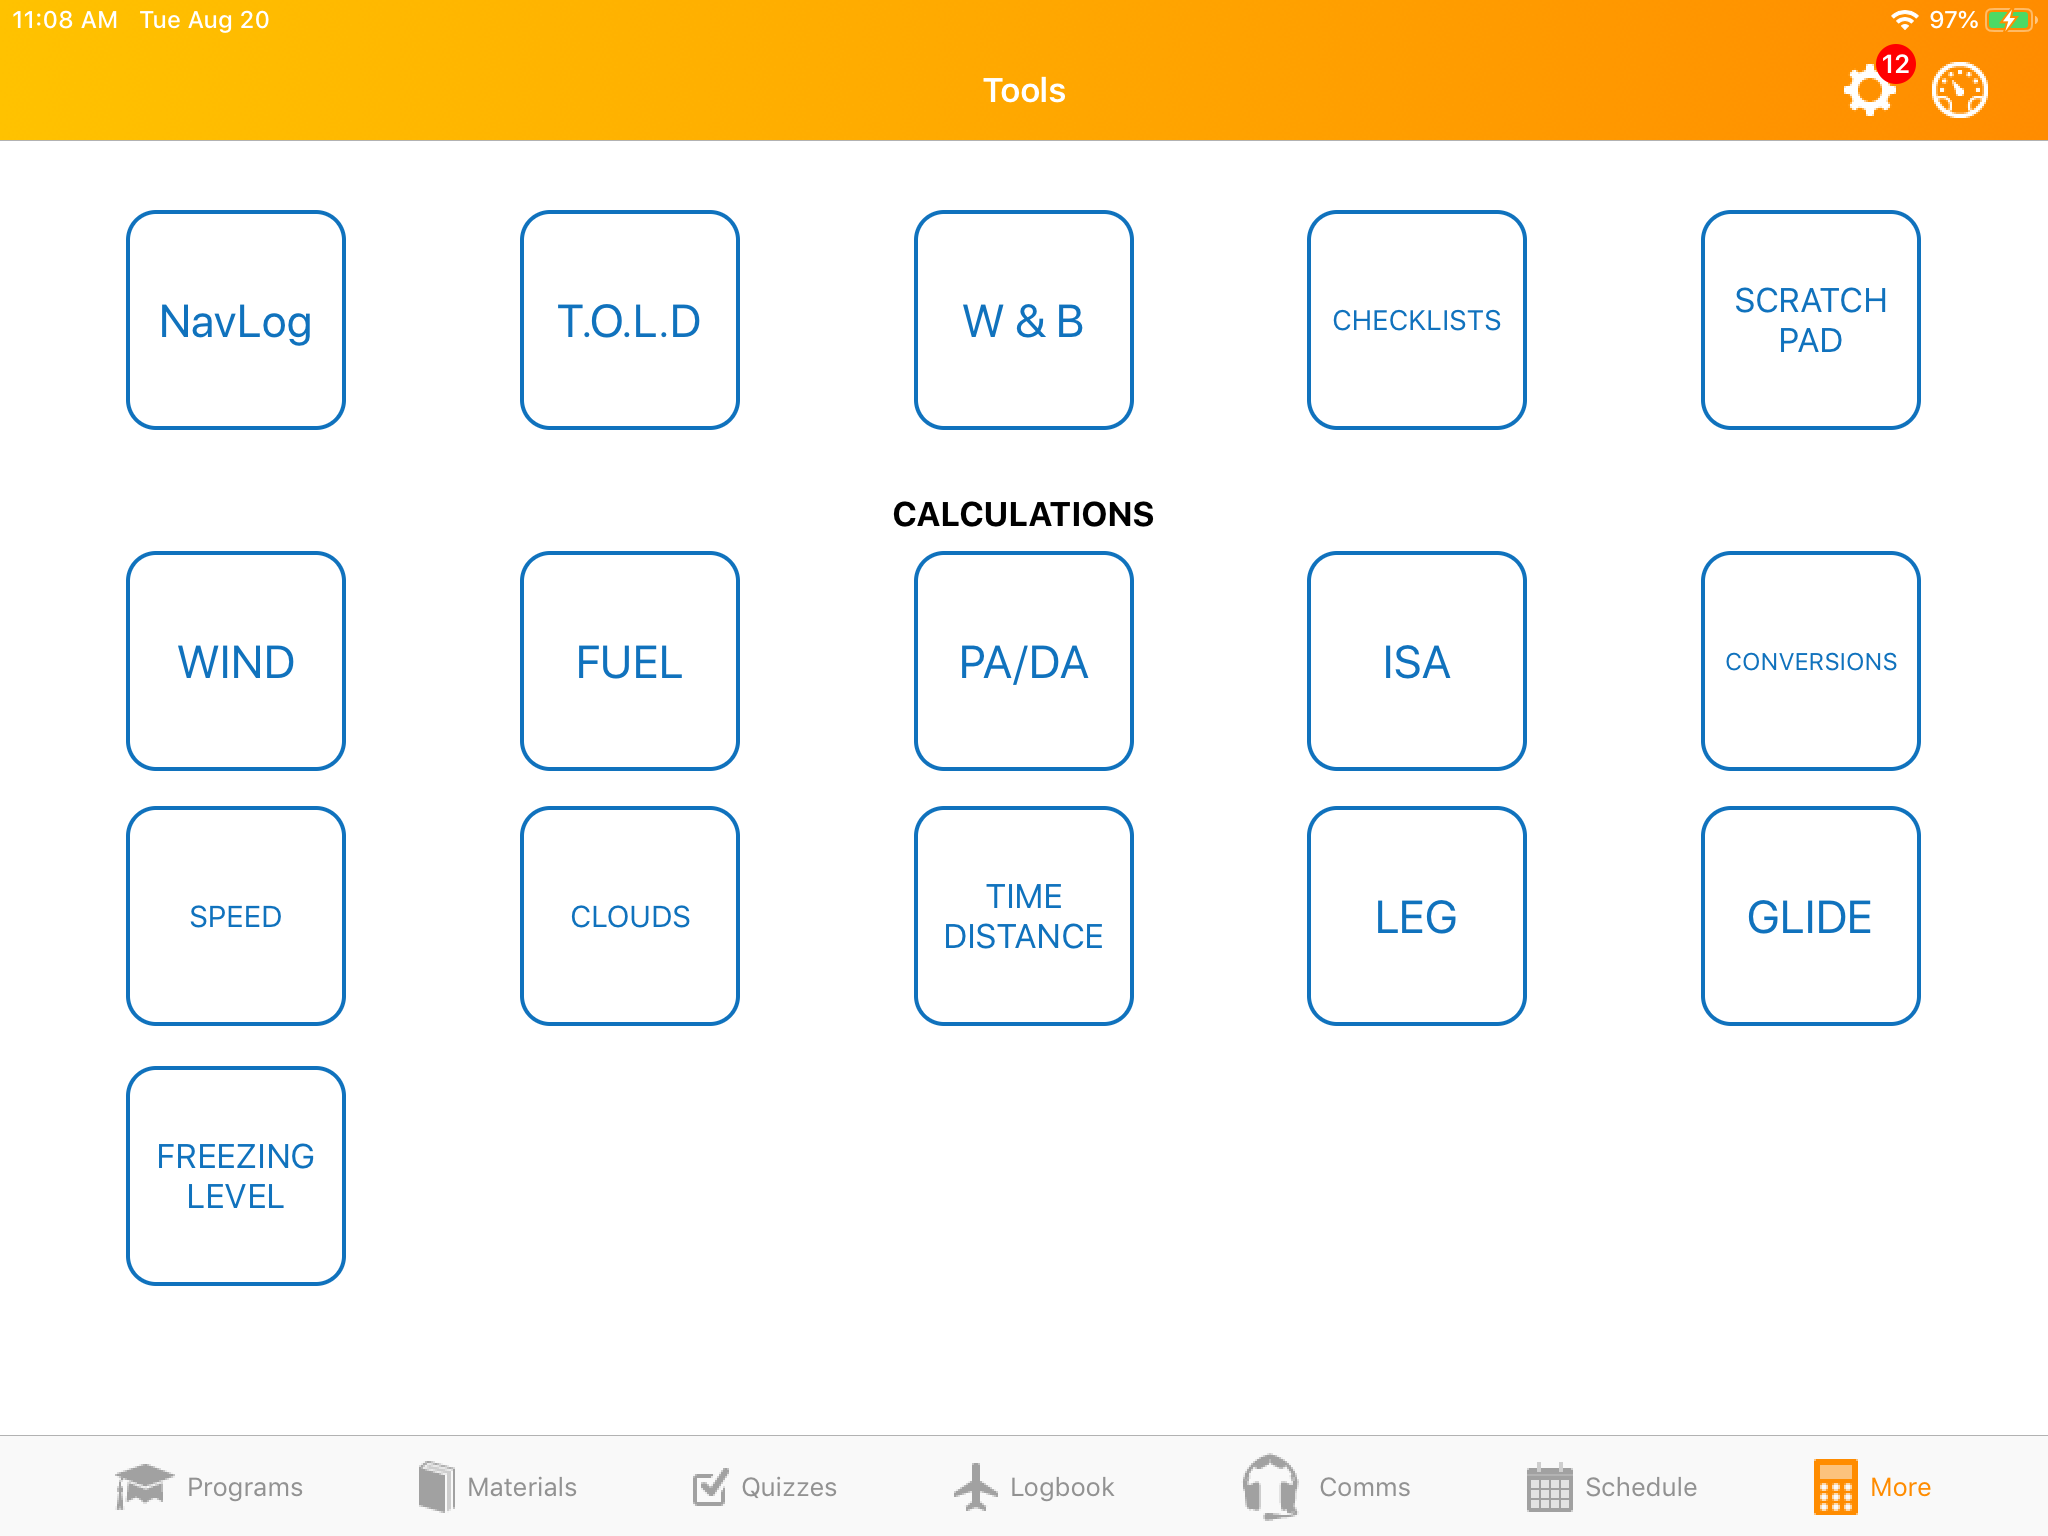 11:08 AM Tue Aug 20
97%
Tools
12
NavLog
T.O.L.D
W & B
CHECKLISTS
SCRATCH
PAD
CALCULATIONS
WIND
FUEL
PA/DA
ISA
CONVERSIONS
SPEED
CLOUDS
TIME
DISTANCE
LEG
GLIDE
FREEZING
LEVEL
Programs
Materials
Quizzes
Logbook
Comms
Schedule
More